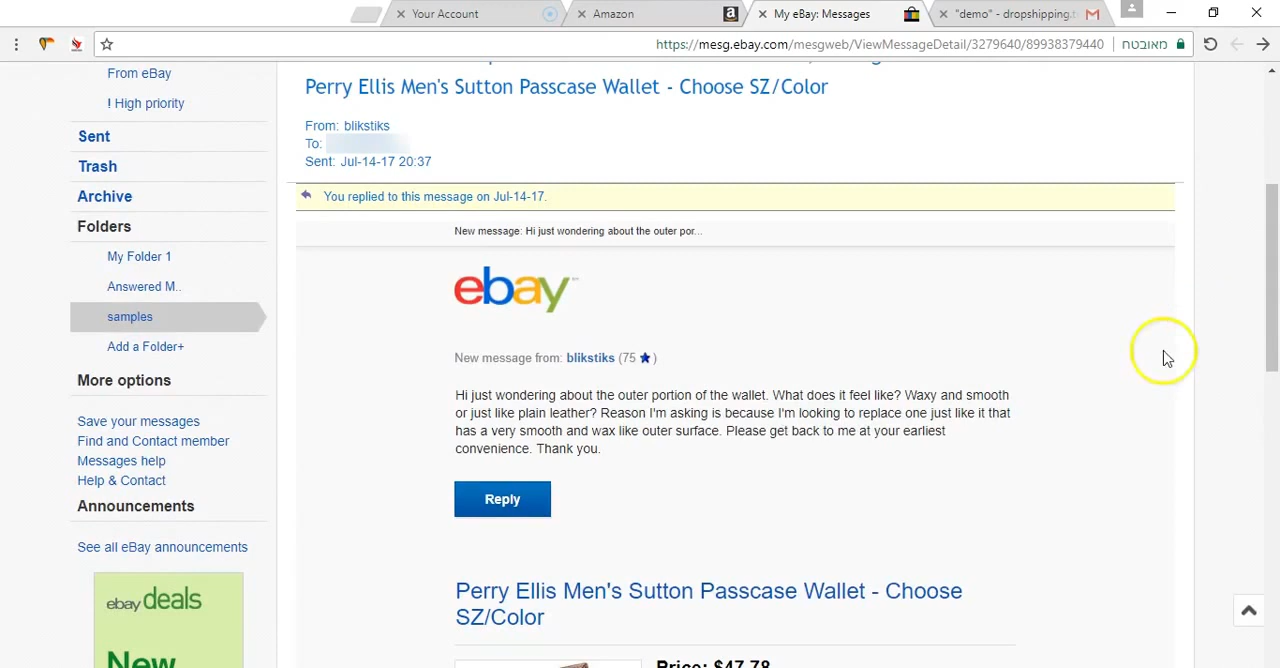 Your Account
Amazon
My eBay: Messages
"demo" - dropshipping.t
https://mesg.ebay.com/mesgweb/ViewMessageDetail/3279640/89938379440
מאובטח
From eBay
! High priority
Sent
Trash
Archive
Folders
My Folder 1
Answered M..
samples
Add a Folder+
More options
Save your messages
Find and Contact member
Messages help
Help & Contact
Announcements
See all eBay announcements
ebay deals
New
Perry Ellis Men's Sutton Passcase Wallet - Choose SZ/Color
From: blikstiks
To:
Sent: Jul-14-17 20:37
You replied to this message on Jul-14-17.
New message: Hi just wondering about the outer por...
ebay
New message from: blikstiks (75 ★ )
Hi just wondering about the outer portion of the wallet. What does it feel like? Waxy and smooth
or just like plain leather? Reason I'm asking is because I'm looking to replace one just like it that
has a very smooth and wax like outer surface. Please get back to me at your earliest
convenience. Thank you.
Reply
Perry Ellis Men's Sutton Passcase Wallet - Choose
SZ/Color
Price: $47.78